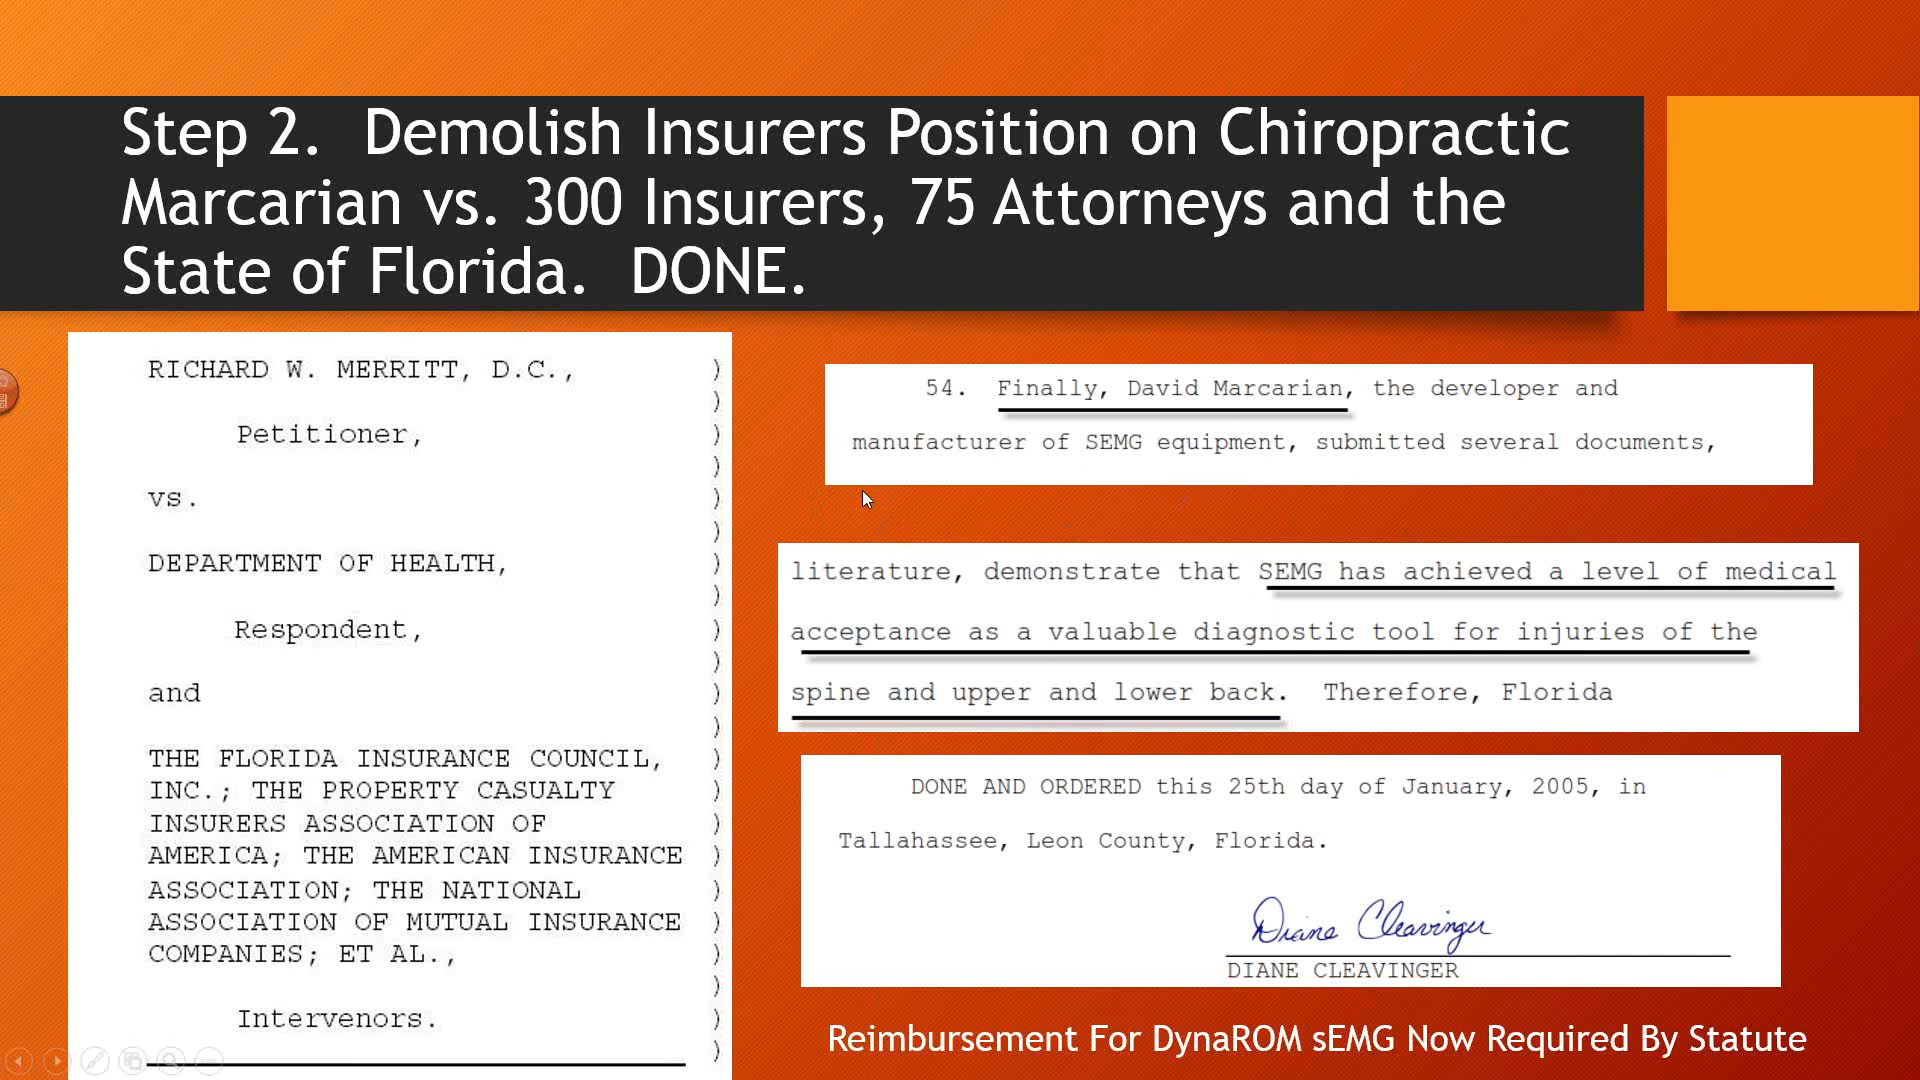 Step 2.  Demolish Insurers Position on Chiropractic
Marcarian vs. 300 Insurers, 75 Attorneys and the
State of Florida.  DONE.
RICHARD W. MERRITT, D.C., )
)
Petitioner, )
)
vs. )
)
DEPARTMENT OF HEALTH, )
)
Respondent, )
)
and )
)
THE FLORIDA INSURANCE COUNCIL, )
INC.; THE PROPERTY CASUALTY )
INSURERS ASSOCIATION OF )
AMERICA; THE AMERICAN INSURANCE )
ASSOCIATION; THE NATIONAL )
ASSOCIATION OF MUTUAL INSURANCE )
COMPANIES; ET AL., )
)
Intervenors. )
)
54.  Finally, David Marcarian, the developer and
manufacturer of SEMG equipment, submitted several documents,
literature, demonstrate that SEMG has achieved a level of medical
acceptance as a valuable diagnostic tool for injuries of the
spine and upper and lower back.  Therefore, Florida
DONE AND ORDERED this 25th day of January, 2005, in
Tallahassee, Leon County, Florida.
Diane Cleavinger
DIANE CLEAVINGER
Reimbursement For DynaROM sEMG Now Required By Statute